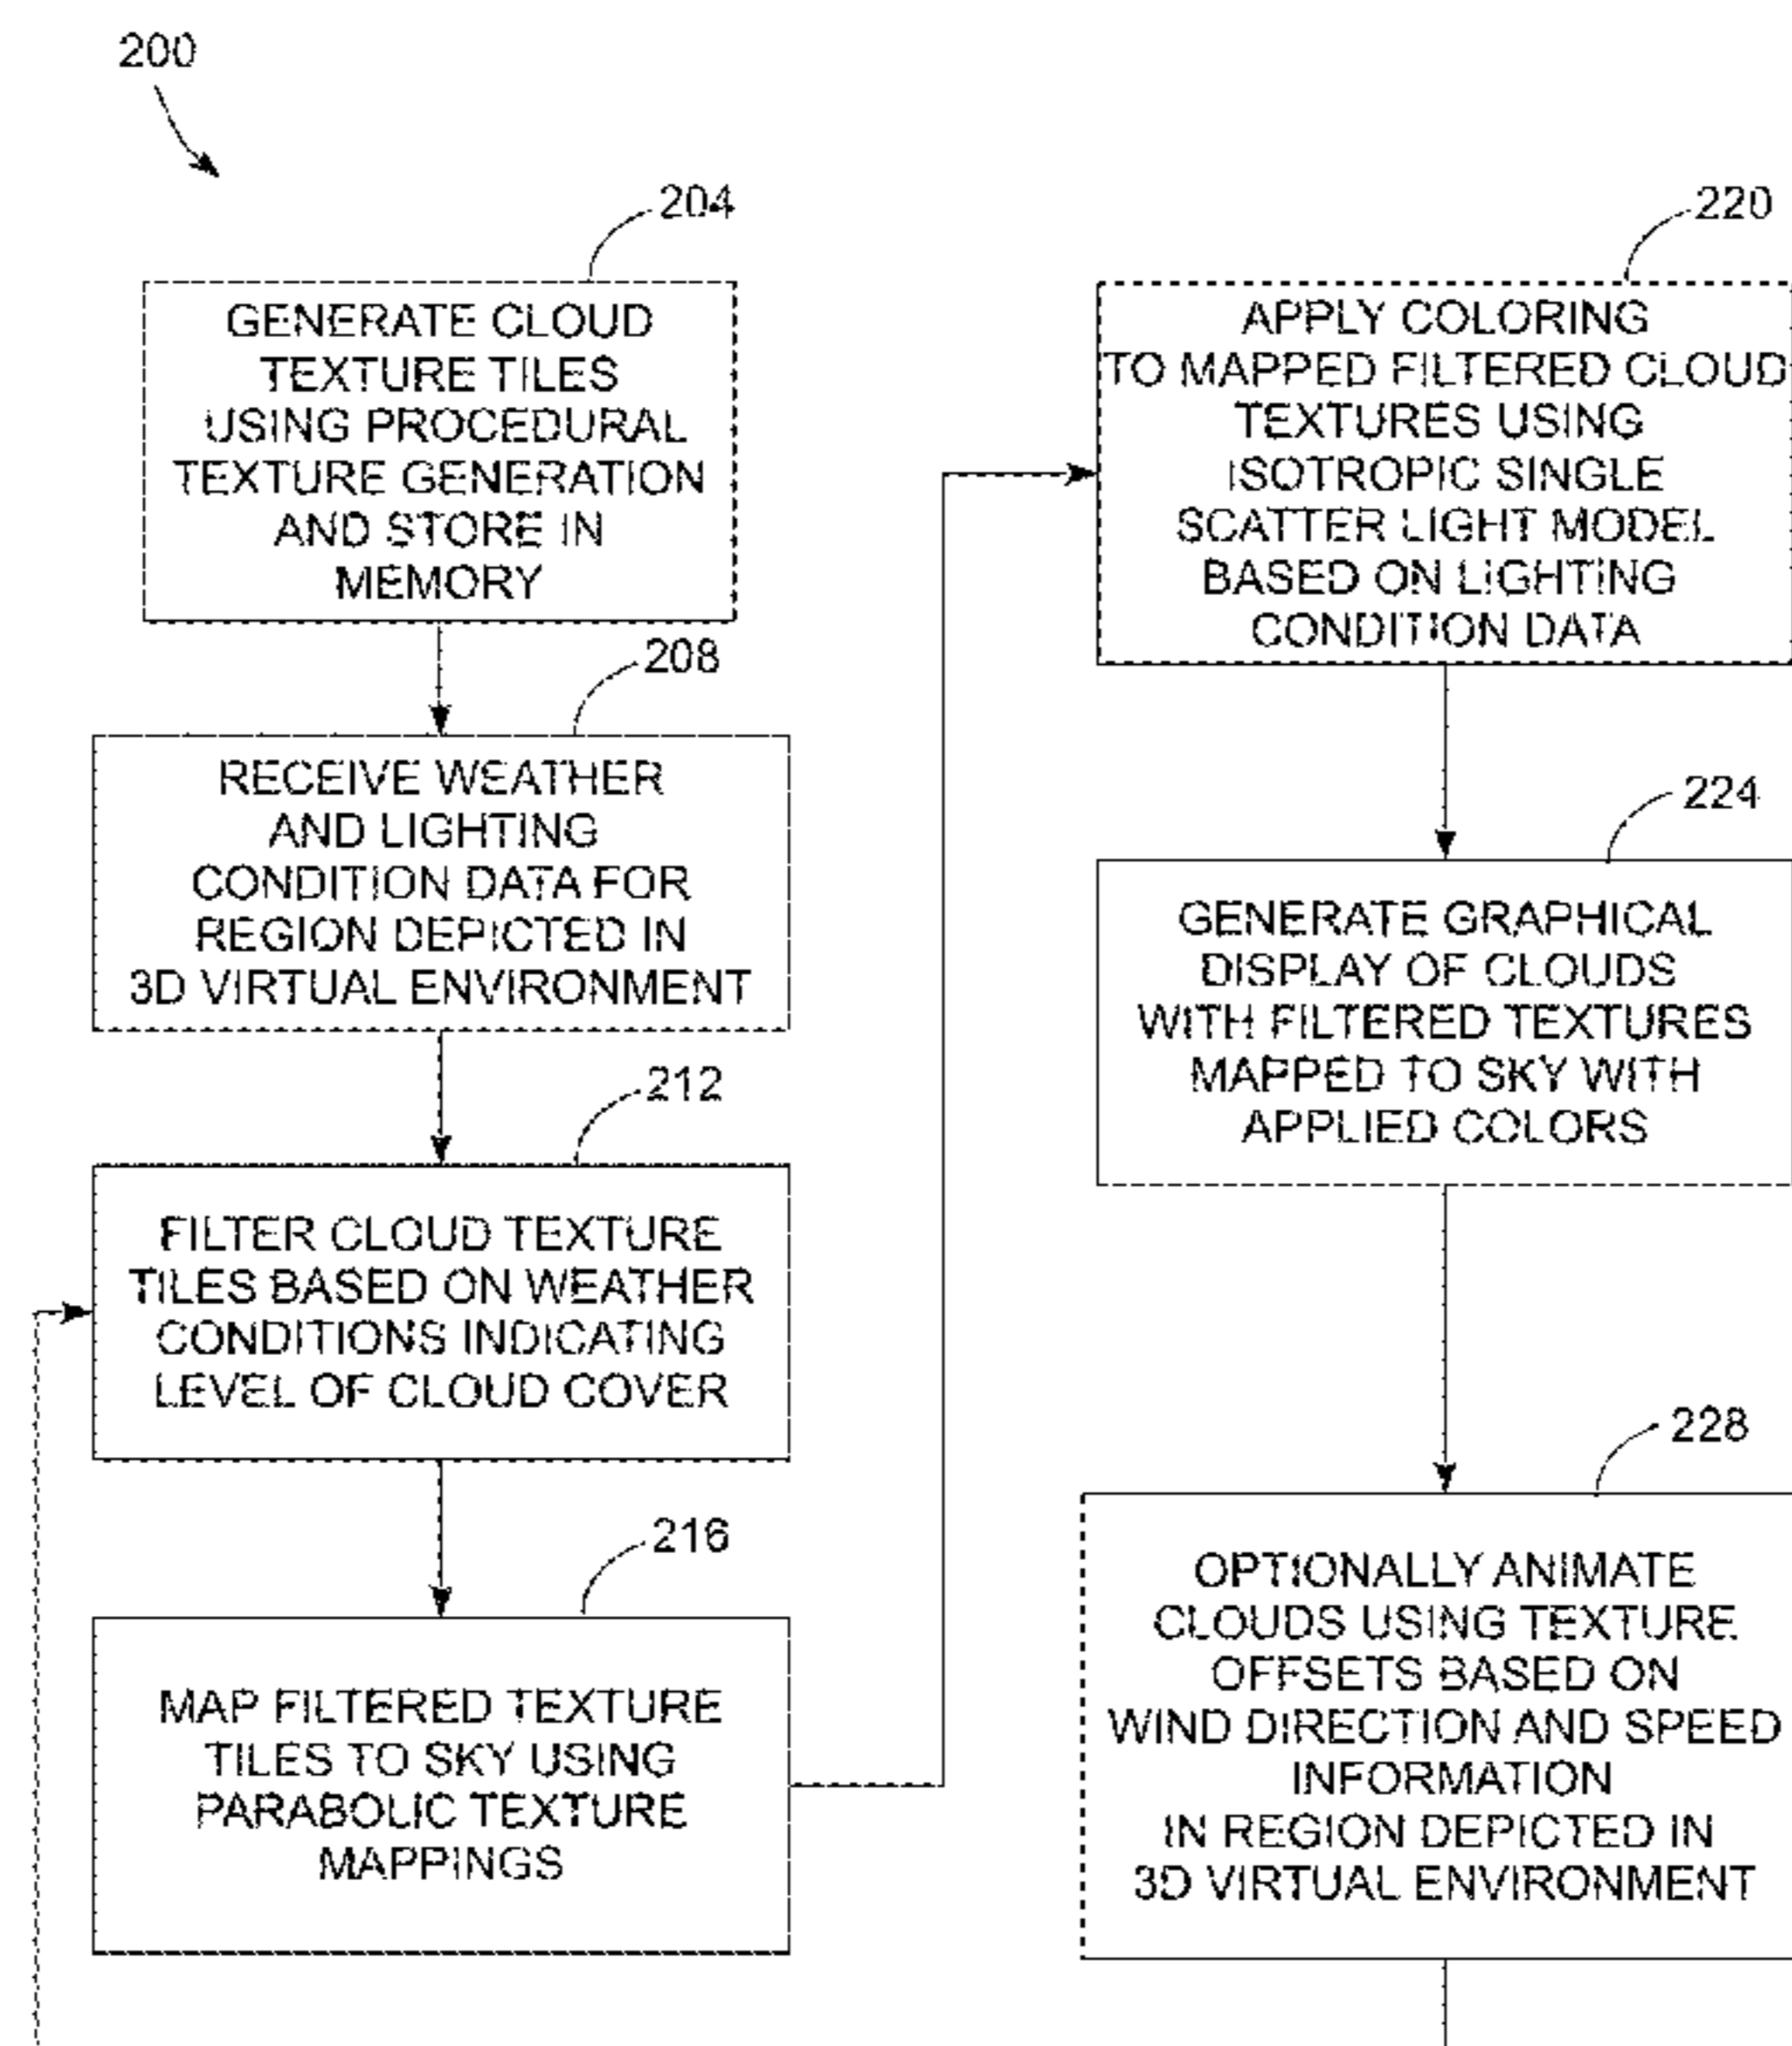 200
204
GENERATE CLOUD
TEXTURE TILES
USING PROCEDURAL
TEXTURE GENERATION
AND STORE IN
MEMORY
208
RECEIVE WEATHER
AND LIGHTING
CONDITION DATA FOR
REGION DEPICTED IN
3D VIRTUAL ENVIRONMENT
212
FILTER CLOUD TEXTURE
TILES BASED ON WEATHER
CONDITIONS INDICATING
LEVEL OF CLOUD COVER
216
MAP FILTERED TEXTURE
TILES TO SKY USING
PARABOLIC TEXTURE
MAPPINGS
220
APPLY COLORING
TO MAPPED FILTERED CLOUD
TEXTURES USING
ISOTROPIC SINGLE
SCATTER LIGHT MODEL
BASED ON LIGHTING
CONDITION DATA
224
GENERATE GRAPHICAL
DISPLAY OF CLOUDS
WITH FILTERED TEXTURES
MAPPED TO SKY WITH
APPLIED COLORS
228
OPTIONALLY ANIMATE
CLOUDS USING TEXTURE
OFFSETS BASED ON
WIND DIRECTION AND SPEED
INFORMATION
IN REGION DEPICTED IN
3D VIRTUAL ENVIRONMENT